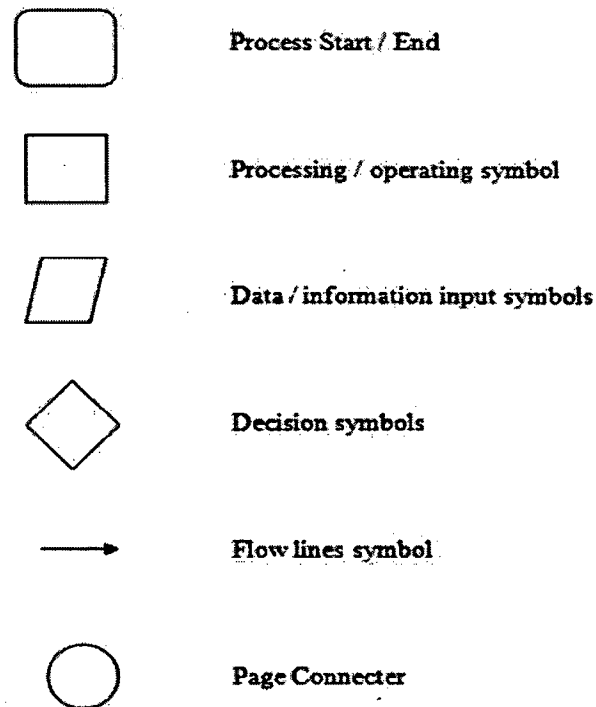 Process Start / End
Processing / operating symbol
Data / information input symbols
Decision symbols
Flow lines symbol
Page Connecter